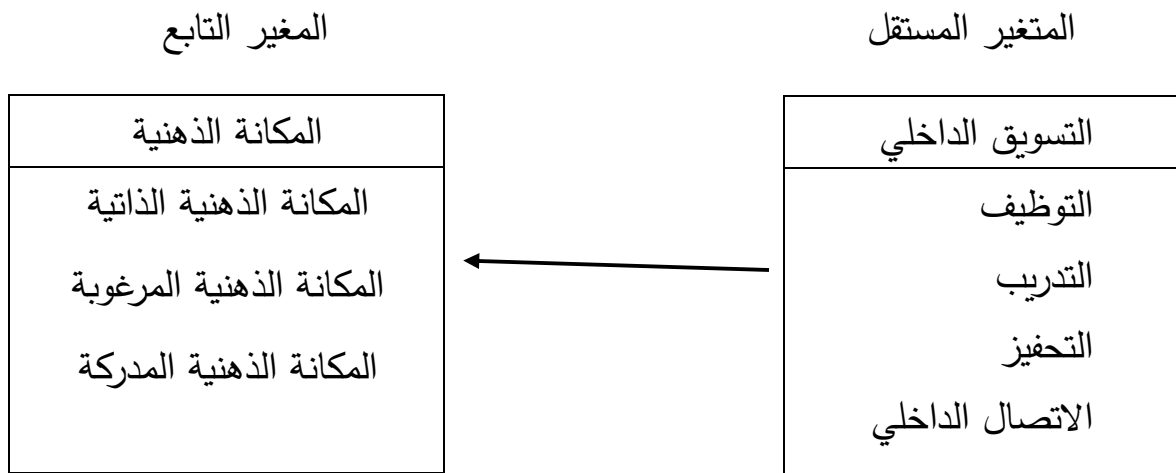 المتغير المستقل
المغير التابع
التسويق الداخلي
التوظيف
التدريب
التحفيز
الاتصال الداخلي
المكانة الذهنية
المكانة الذهنية الذاتية
المكانة الذهنية المرغوبة
المكانة الذهنية المدركة